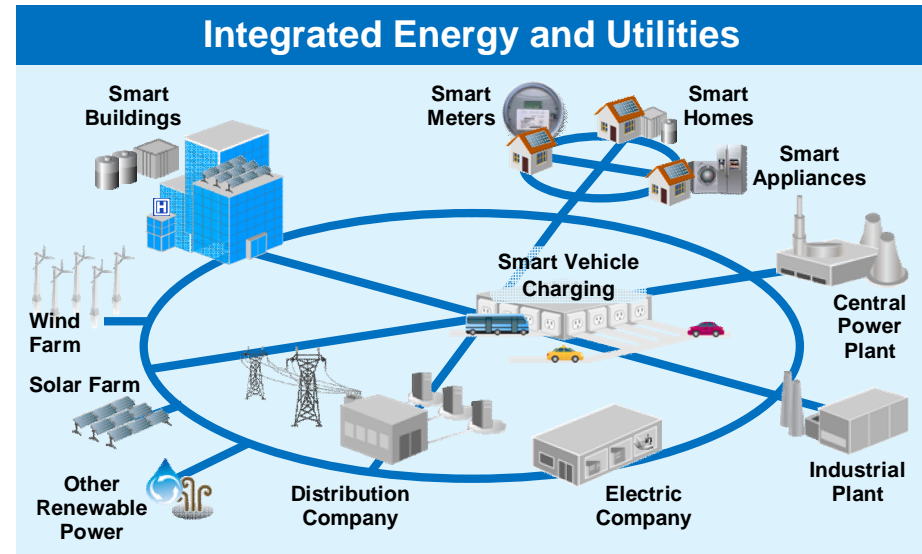 Integrated Energy and Utilities
Smart
Buildings
Smart
Meters
Smart
Homes
Smart
Appliances
H
Smart Vehicle
Charging
Wind
Farm
Central
Power
Plant
Solar Farm
Other
Renewable
Power
Distribution
Company
Electric
Company
Industrial
Plant